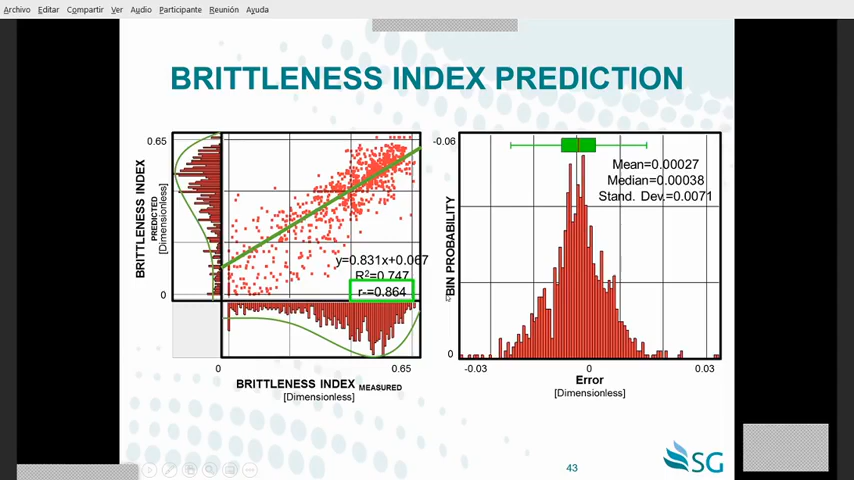 Archivo Editar Compartir Ver Audio Participante Reunión Ayuda
BRITTLENESS INDEX PREDICTION
0.65
BRITTLENESS INDEX
PREDICTED
[Dimensionless]
0
y=0.831x+0.067
R²=0.747
r-=0.864
0
0.65
BRITTLENESS INDEX MEASURED
[Dimensionless]
-0.06
BIN PROBABILITY
0
Mean=0.00027
Median=0.00038
Stand. Dev.=0.0071
-0.03
0
0.03
Error
[Dimensionless]
43
SG